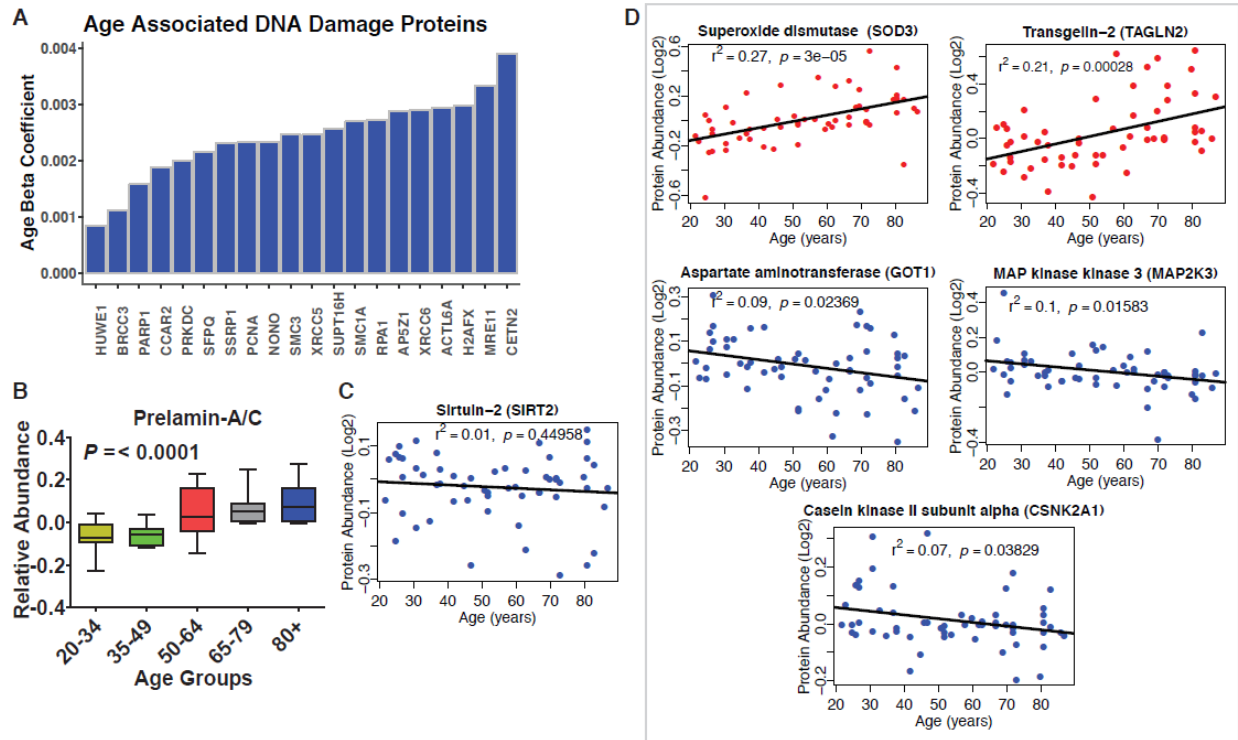 A
Age Associated DNA Damage Proteins
Age Beta Coefficient
0.004
0.003
0.002
0.001
0.000
HUWE1
BRCC3
PARP1
CCAR2
PRKDC
SFPQ
SSRP1
PCNA
NONO
SMC3
XRCC5
SUPT16H
SMC1A
RPA1
AP5Z1
XRCC6
ACTL6A
H2AFX
MRE11
CETN2
B
Prelamin-A/C
P =< 0.0001
Relative Abundance
0.4
0.2
0.0
-0.2
-0.4
20-34
35-49
50-64
65-79
80+
Age Groups
C
Sirtuin-2 (SIRT2)
r2 = 0.01, p = 0.44958
Protein Abundance (Log2)
0.1
-0.1
-0.3
20 30 40 50 60 70 80
Age (years)
D
Superoxide dismutase (SOD3)
r2 = 0.27, p = 3e-05
Protein Abundance (Log2)
0.6
0.2
-0.2
-0.6
20 30 40 50 60 70 80
Age (years)
Transgelin-2 (TAGLN2)
r2 = 0.21, p = 0.00028
Protein Abundance (Log2)
0.4
0.0
-0.4
20 30 40 50 60 70 80
Age (years)
Aspartate aminotransferase (GOT1)
r2 = 0.09, p = 0.02369
Protein Abundance (Log2)
0.3
0.1
-0.1
-0.3
20 30 40 50 60 70 80
Age (years)
MAP kinase kinase 3 (MAP2K3)
r2 = 0.1, p = 0.01583
Protein Abundance (Log2)
0.4
0.2
0.0
-0.4
20 30 40 50 60 70 80
Age (years)
Casein kinase II subunit alpha (CSNK2A1)
r2 = 0.07, p = 0.03829
Protein Abundance (Log2)
0.2
0.0
-0.2
20 30 40 50 60 70 80
Age (years)